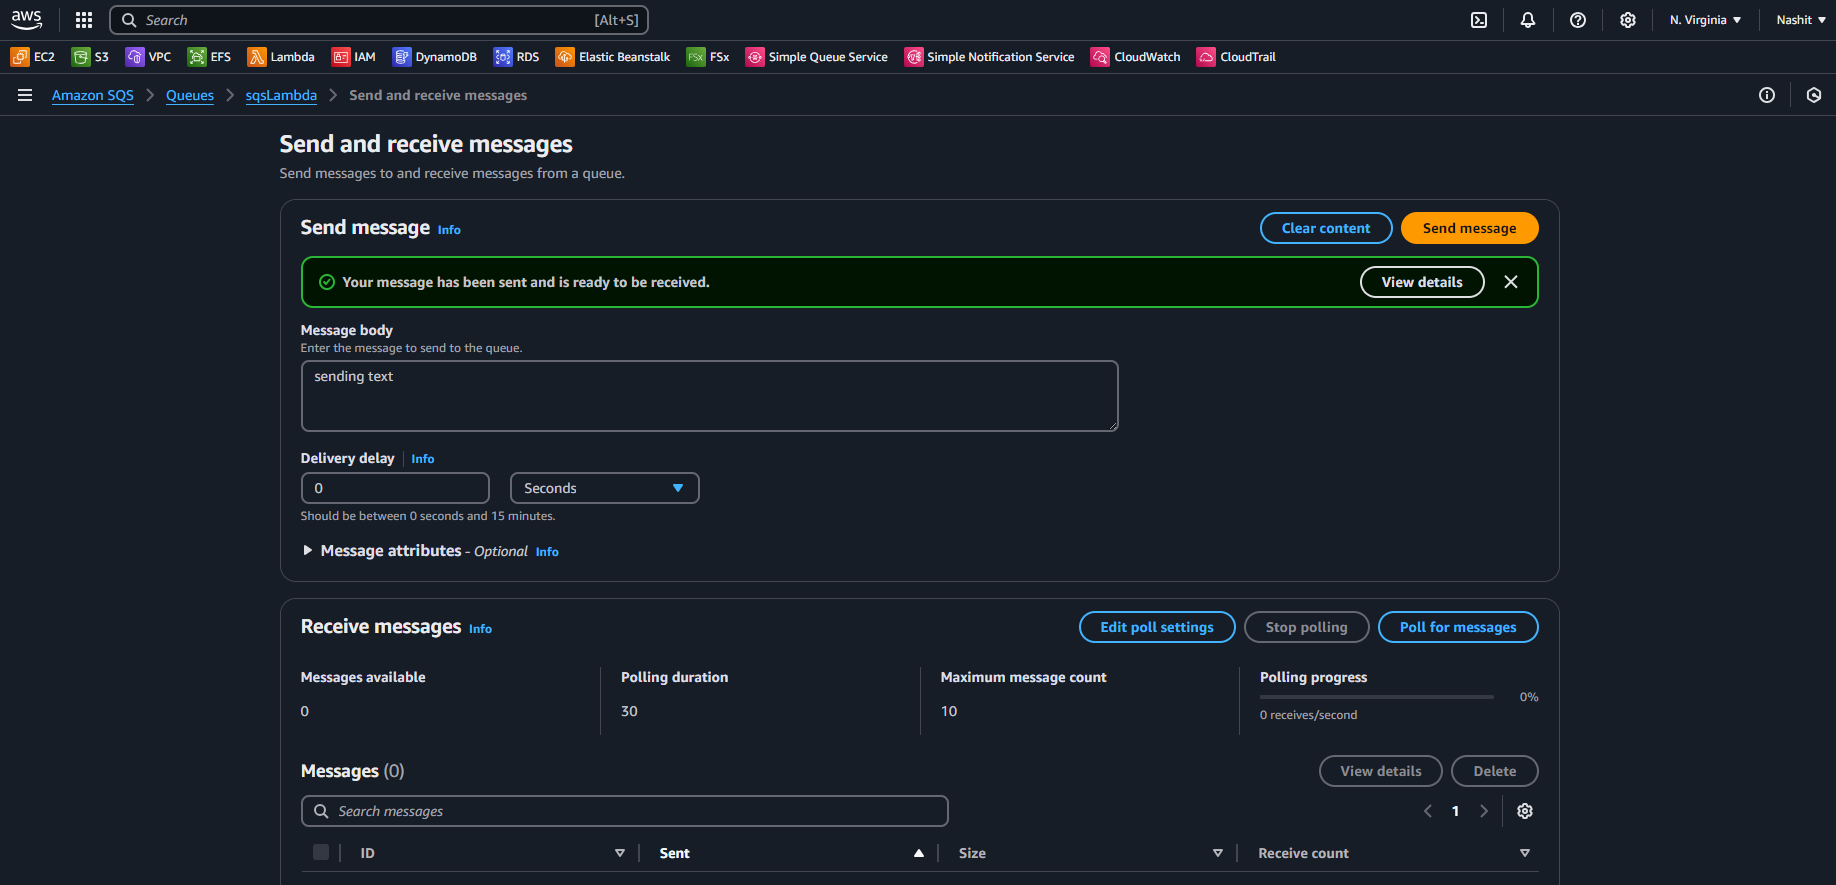 aws Search [Alt+S] N. Virginia Nashit
EC2 S3 VPC EFS Lambda IAM DynamoDB RDS Elastic Beanstalk FSx FSx Simple Queue Service Simple Notification Service CloudWatch CloudTrail
Amazon SQS Queues sqsLambda Send and receive messages
Send and receive messages
Send messages to and receive messages from a queue.
Send message Info Clear content Send message
Your message has been sent and is ready to be received. View details
Message body
Enter the message to send to the queue.
sending text
Delivery delay Info
0 Seconds
Should be between 0 seconds and 15 minutes.
Message attributes - Optional Info
Receive messages Info Edit poll settings Stop polling Poll for messages
Messages available Polling duration Maximum message count Polling progress
0 30 10 0%
0 receives/second
Messages (0) View details Delete
Search messages 1
ID Sent Size Receive count